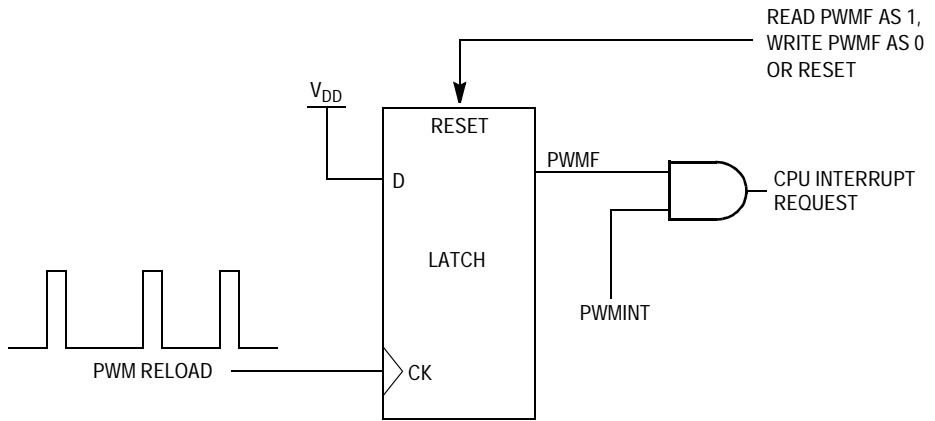 READ PWMF AS 1,
WRITE PWMF AS 0
OR RESET
VDD
RESET
D
PWMF
CPU INTERRUPT
REQUEST
LATCH
PWMINT
PWM RELOAD
CK